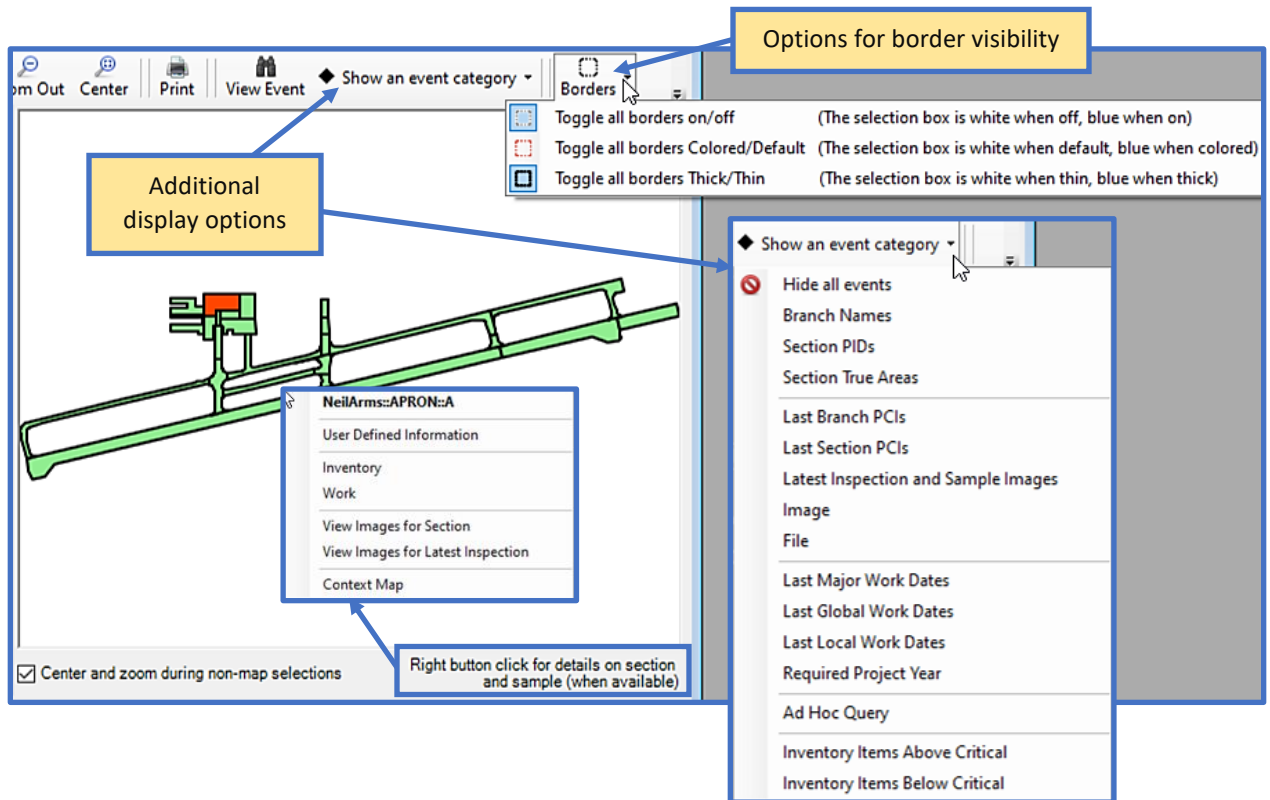 Options for border visibility
om Out Center Print View Event Show an event category Borders
Toggle all borders on/off (The selection box is white when off, blue when on)
Toggle all borders Colored/Default (The selection box is white when default, blue when colored)
Toggle all borders Thick/Thin (The selection box is white when thin, blue when thick)
Additional
display options
NeilArms::APRON::A
User Defined Information
Inventory
Work
View Images for Section
View Images for Latest Inspection
Context Map
Center and zoom during non-map selections
Right button click for details on section
and sample (when available)
Show an event category
Hide all events
Branch Names
Section PIDs
Section True Areas
Last Branch PCIs
Last Section PCIs
Latest Inspection and Sample Images
Image
File
Last Major Work Dates
Last Global Work Dates
Last Local Work Dates
Required Project Year
Ad Hoc Query
Inventory Items Above Critical
Inventory Items Below Critical